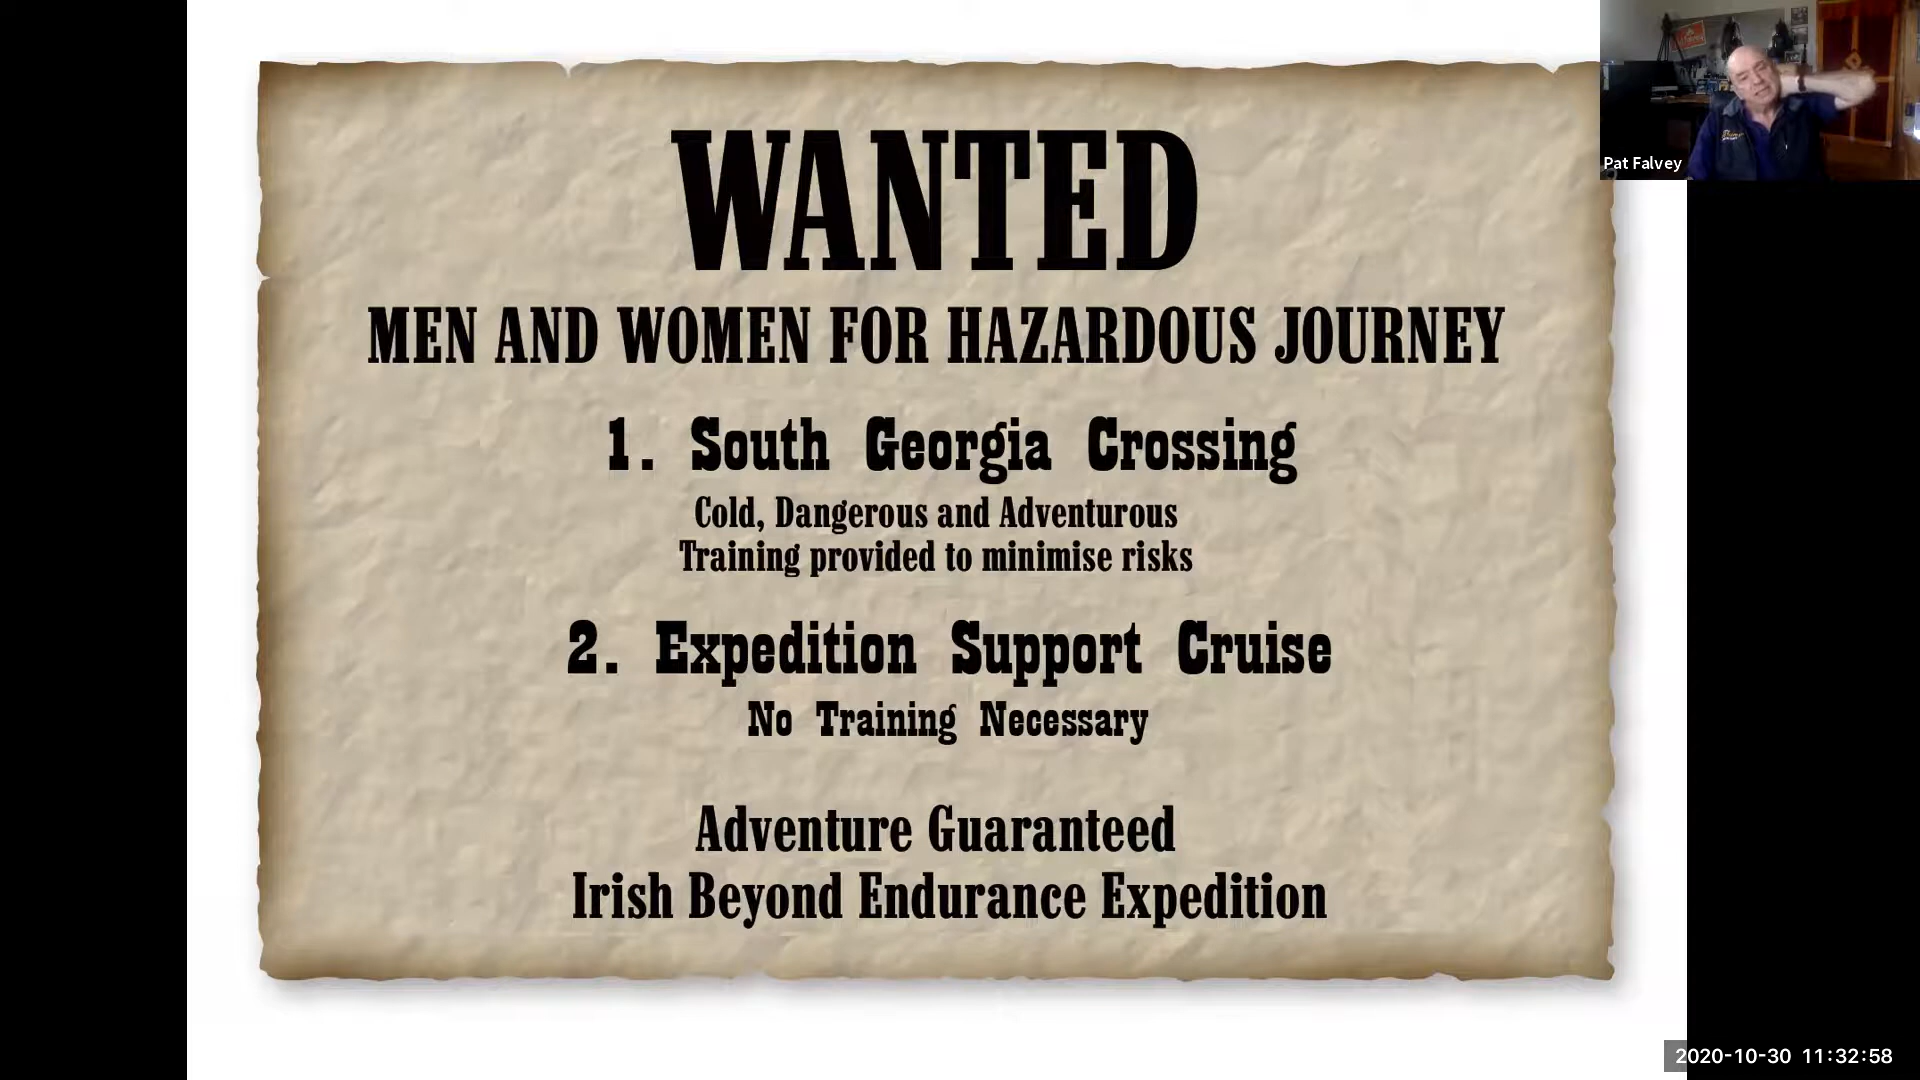 WANTED
MEN AND WOMEN FOR HAZARDOUS JOURNEY
1. South Georgia Crossing
Cold, Dangerous and Adventurous
Training provided to minimise risks
2. Expedition Support Cruise
No Training Necessary
Adventure Guaranteed
Irish Beyond Endurance Expedition
Pat Falvey
2020-10-30 11:32:58